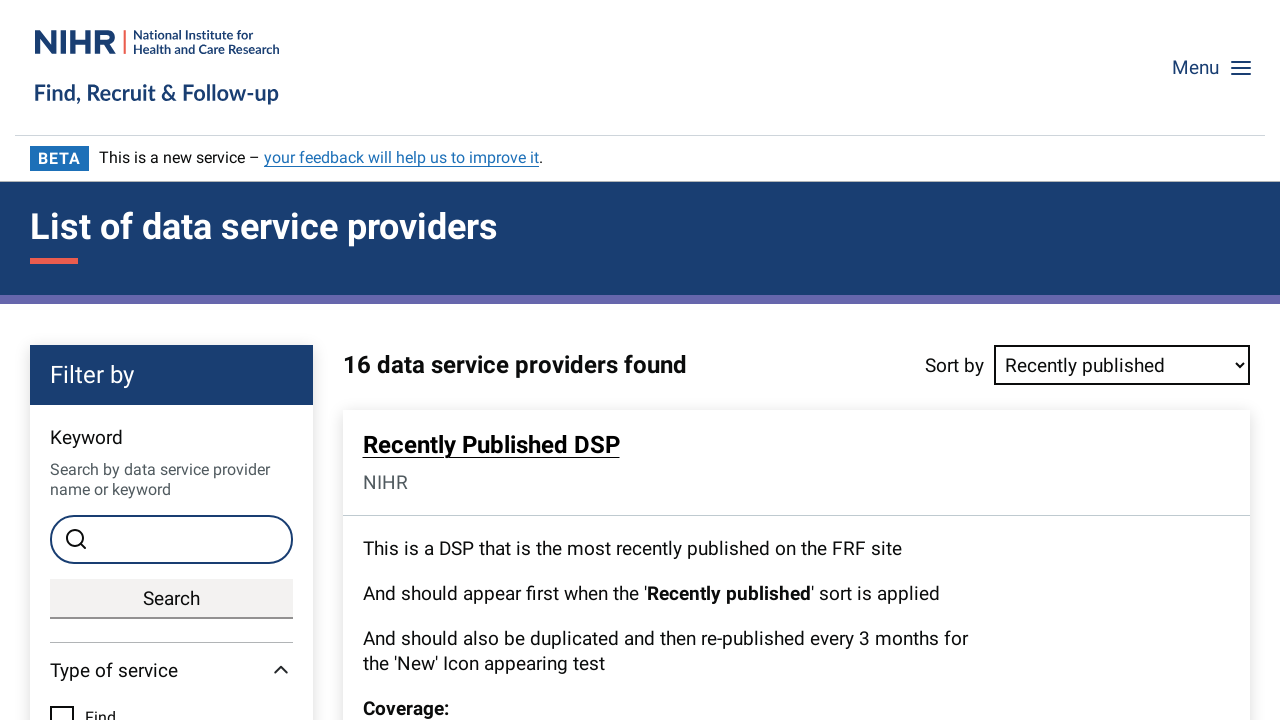 NIHR | National Institute for
Health and Care Research
Find, Recruit & Follow-up
Menu
BETA This is a new service – your feedback will help us to improve it.
List of data service providers
Filter by
Keyword
Search by data service provider
name or keyword
Search
Type of service
Find
16 data service providers found
Sort by Recently published
Recently Published DSP
NIHR
This is a DSP that is the most recently published on the FRF site
And should appear first when the 'Recently published' sort is applied
And should also be duplicated and then re-published every 3 months for
the 'New' Icon appearing test
Coverage: